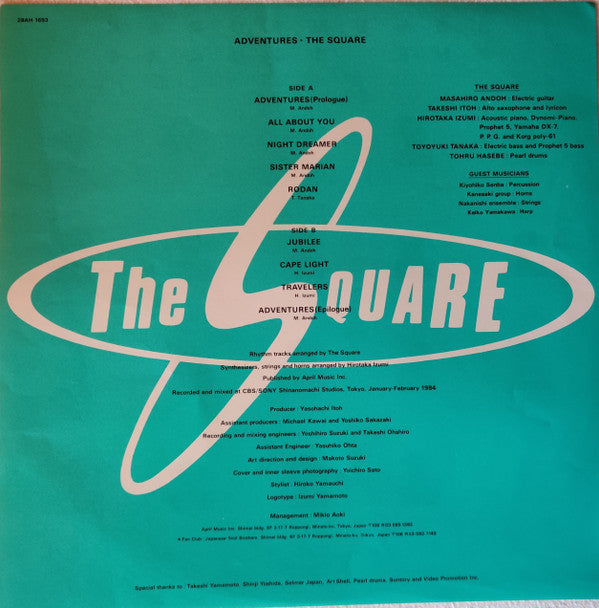 28AH 1693
ADVENTURES · THE SQUARE
SIDE A
ADVENTURES(Prologue)
M. Andoh
ALL ABOUT YOU
M. Andoh
NIGHT DREAMER
M. Andoh
SISTER MARIAN
M. Andoh
RODAN
T. Tanaka
SIDE B
JUBILEE
M. Andoh
CAPE LIGHT
H. Izumi
TRAVELERS
H. Izumi
ADVENTURES(Epilogue)
M. Andoh
THE SQUARE
MASAHIRO ANDOH : Electric guitar
TAKESHI ITOH : Alto saxophone and lyricon
HIROTAKA IZUMI : Acoustic piano, Dynomi-Piano,
Prophet 5, Yamaha DX-7,
P. P. G. and Korg poly-61
TOYOYUKI TANAKA : Electric bass and Prophet 5 bass
TOHRU HASEBE : Pearl drums
GUEST MUSICIANS
Kiyohiko Senba : Percussion
Kanesaki group : Horns
Nakanishi ensemble : Strings
Keiko Yamakawa : Harp
The SQUARE
Rhythm tracks arranged by The Square
Synthesizers, strings and horns arranged by Hirotaka Izumi
Published by April Music Inc.
Recorded and mixed at CBS/SONY Shinanomachi Studios, Tokyo. January-February 1984
Producer : Yasohachi Itoh
Assistant producers : Michael Kawai and Yoshiko Sakazaki
Recording and mixing engineers : Yoshihiro Suzuki and Takashi Ohshiro
Assistant Engineer : Yasuhiko Ohta
Art direction and design : Makoto Suzuki
Cover and inner sleeve photography : Yoichiro Sato
Stylist : Hiroko Yamauchi
Logotype : Izumi Yamamoto
Management : Mikio Aoki
Special thanks to : Takeshi Yamamoto, Shinji Yoshida, Selmer Japan, Art Shell, Pearl drums, Suntory and Video Promotion Inc.